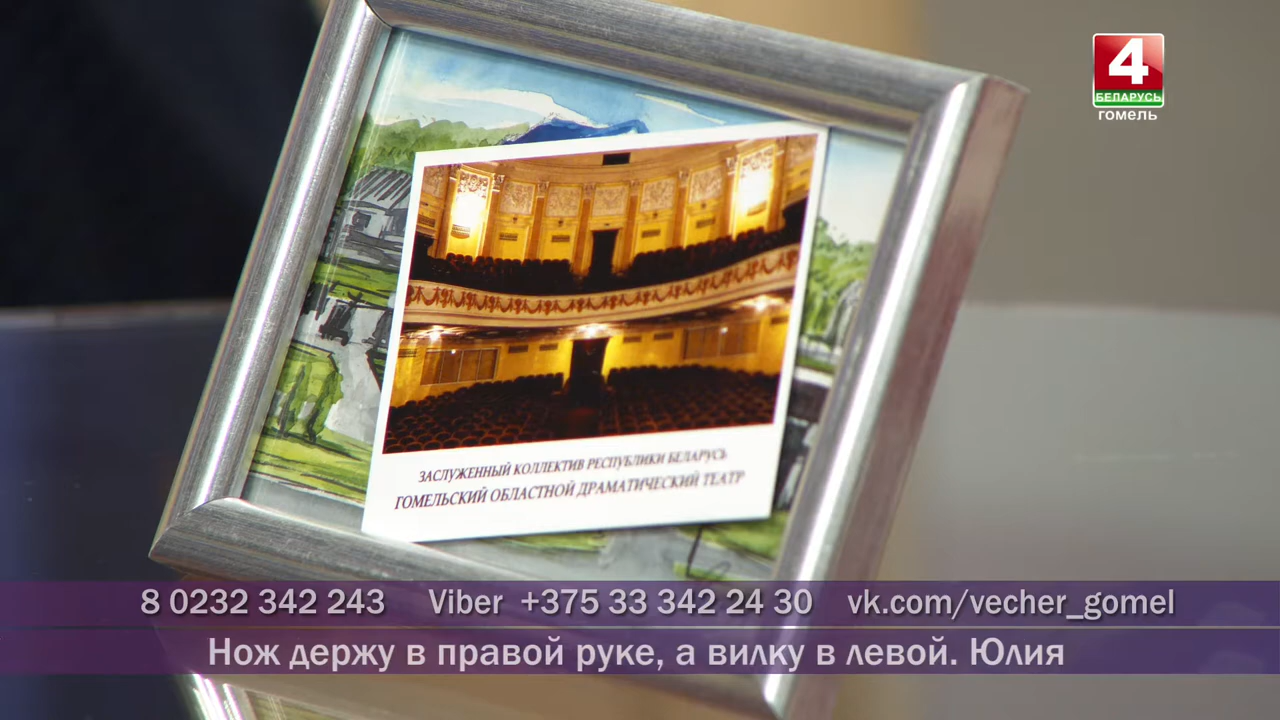 4
БЕЛАРУСЬ
гомель
ЗАСЛУЖЕННЫЙ КОЛЛЕКТИВ РЕСПУБЛИКИ БЕЛАРУСЬ
ГОМЕЛЬСКИЙ ОБЛАСТНОЙ ДРАМАТИЧЕСКИЙ ТЕАТР
8 0232 342 243 Viber +375 33 342 24 30 vk.com/vecher_gomel
Нож держу в правой руке, а вилку в левой. Юлия